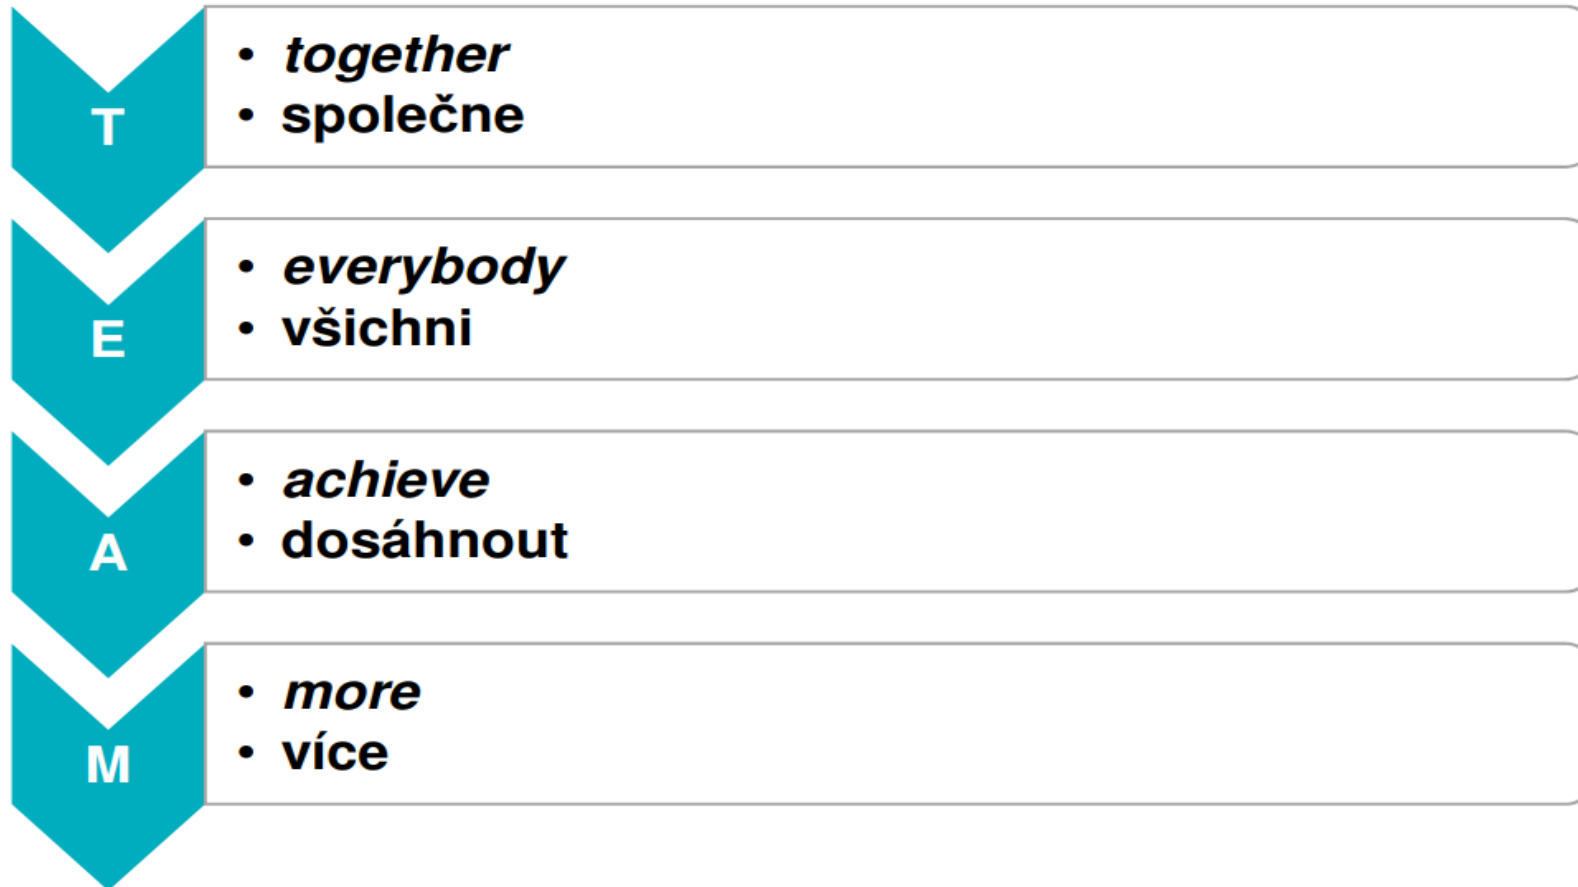 T
• together
• společne
E
• everybody
• všichni
A
• achieve
• dosáhnout
M
• more
• více